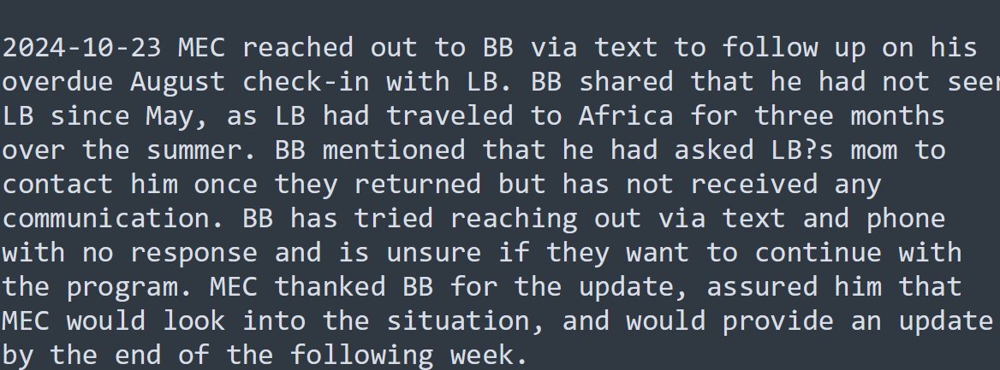 2024-10-23 MEC reached out to BB via text to follow up on his
overdue August check-in with LB. BB shared that he had not seen
LB since May, as LB had traveled to Africa for three months
over the summer. BB mentioned that he had asked LB?s mom to
contact him once they returned but has not received any
communication. BB has tried reaching out via text and phone
with no response and is unsure if they want to continue with
the program. MEC thanked BB for the update, assured him that
MEC would look into the situation, and would provide an update
by the end of the following week.